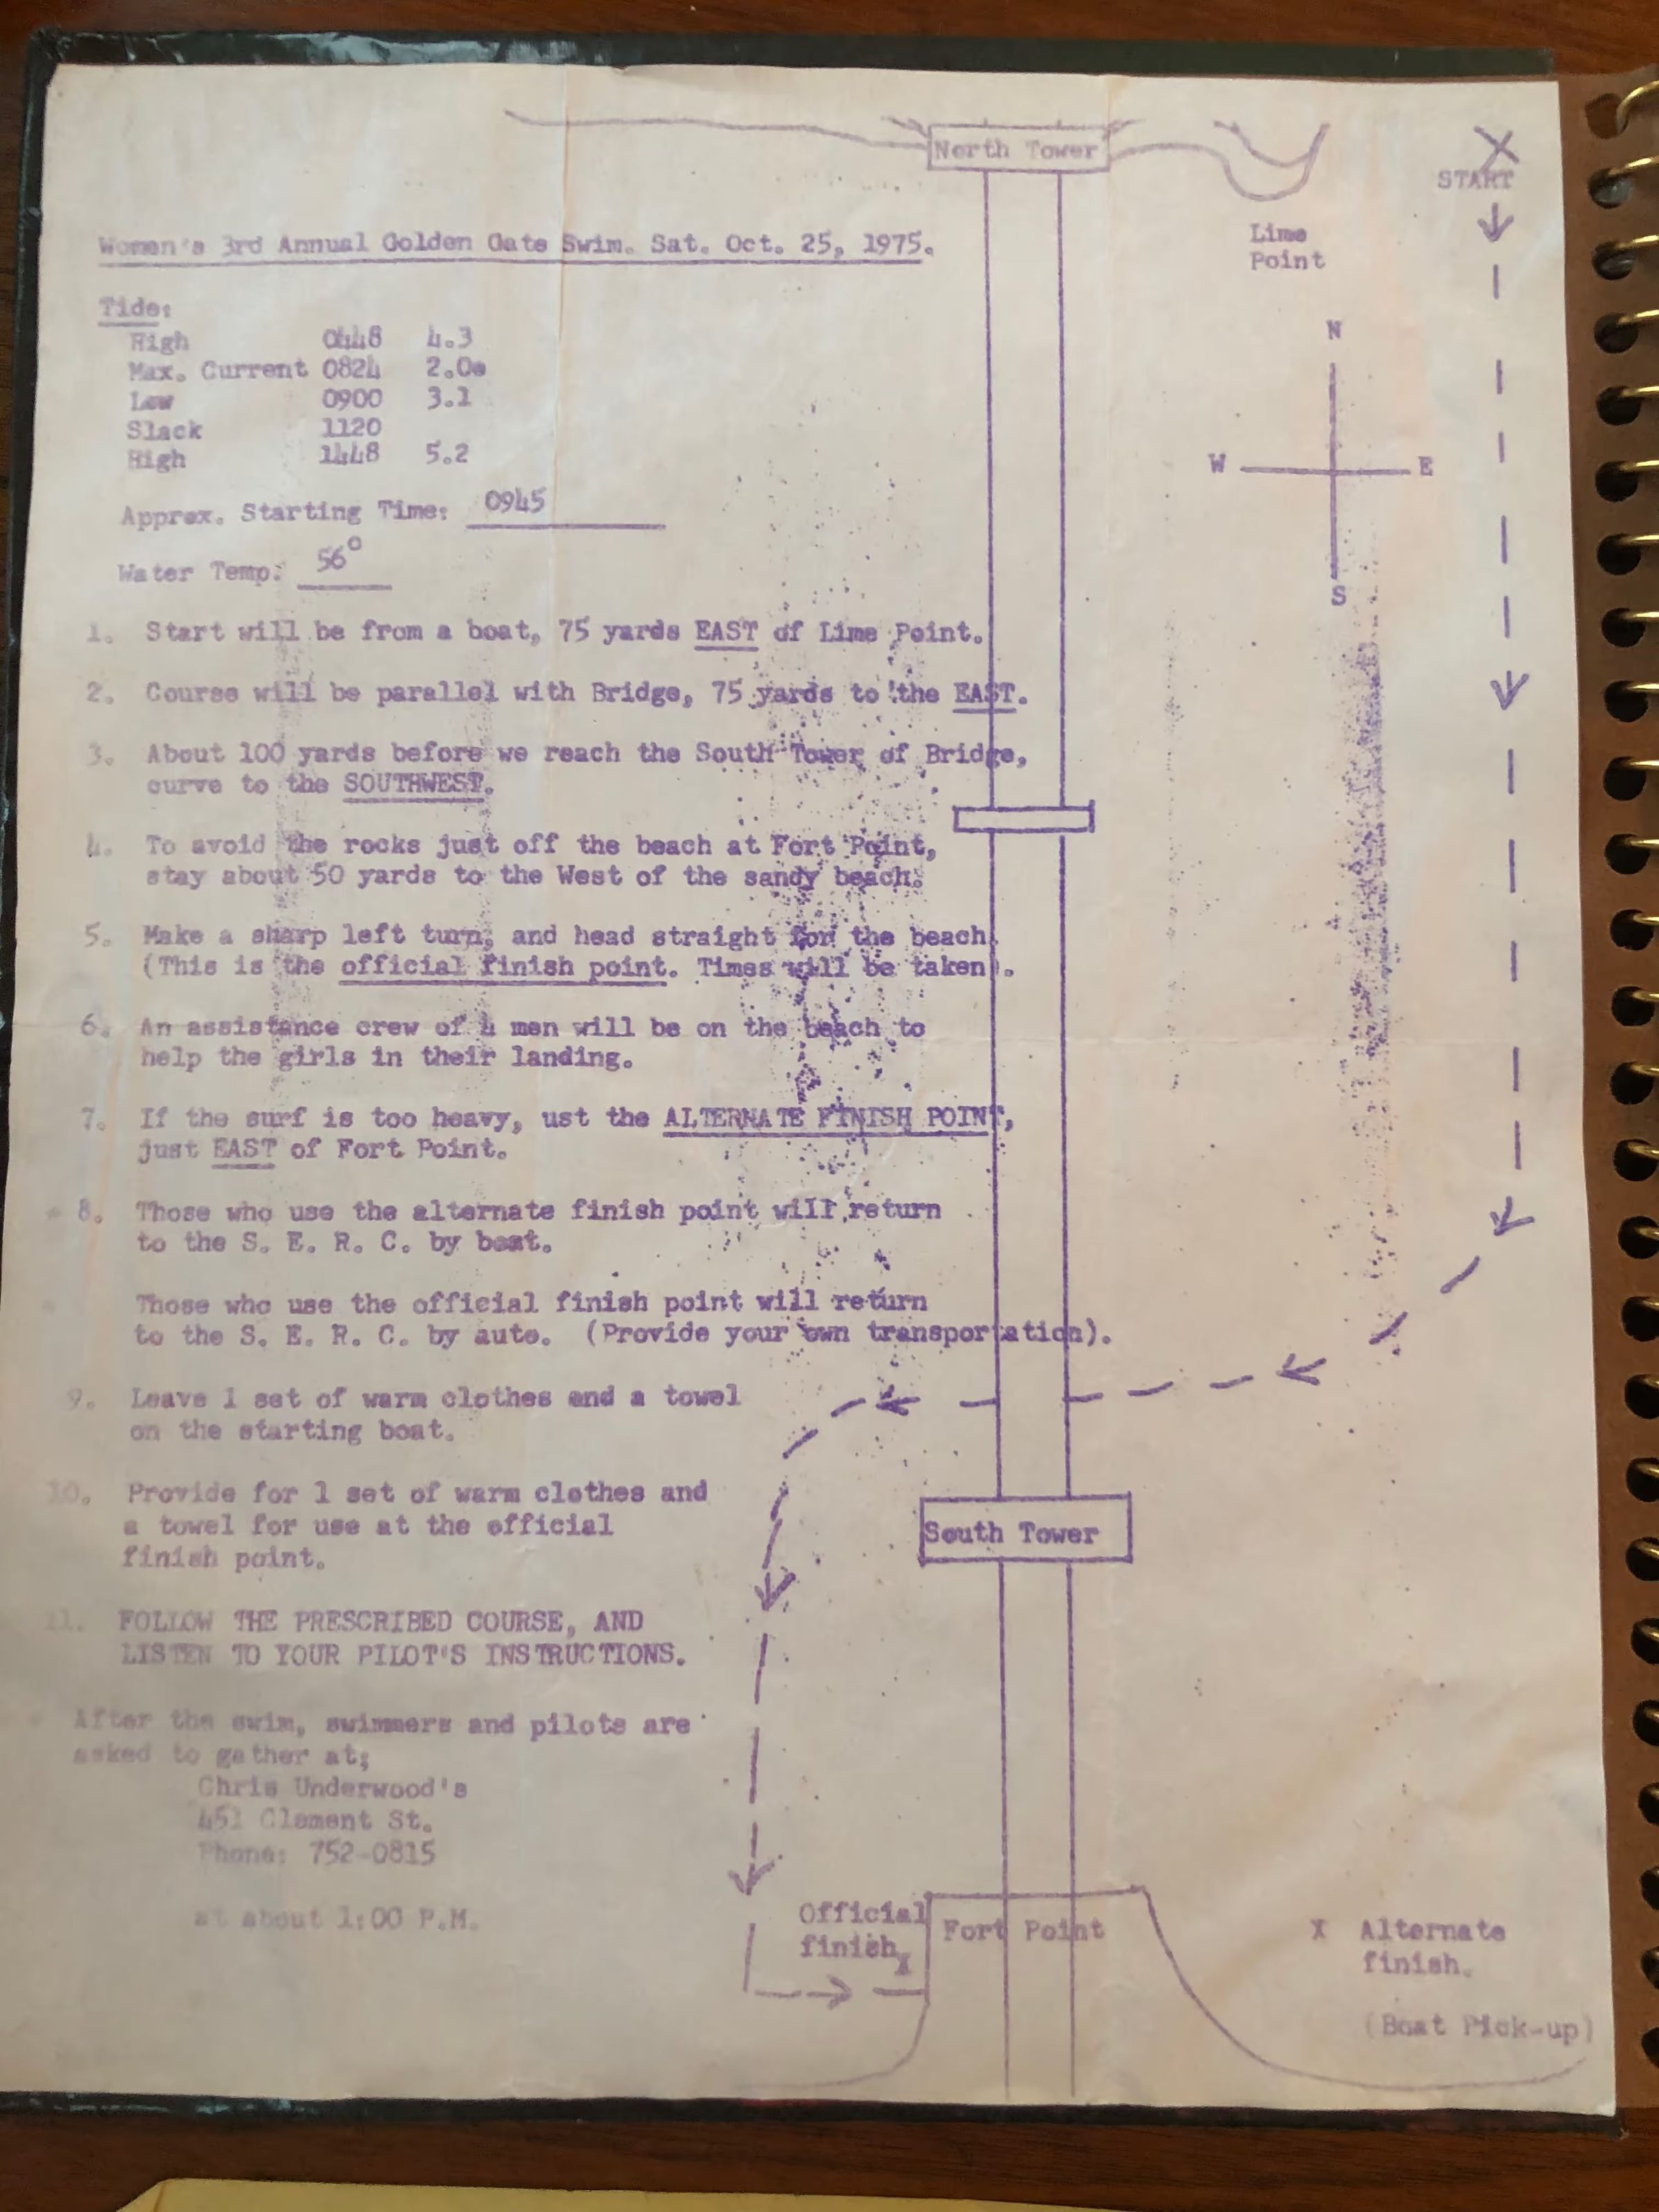 North Tower
START
Women's 3rd Annual Golden Gate Swim. Sat. Oct. 25, 1975.
Lime
Point
Tide:
High 0448 4.3
Max. Current 0824 2.0e
Low 0900 3.1
Slack 1120
High 1448 5.2
N
W E
S
Approx. Starting Time: 0945
Water Temp: 56°
1. Start will be from a boat, 75 yards EAST of Lime Point.
2. Course will be parallel with Bridge, 75 yards to the EAST.
3. About 100 yards before we reach the South Tower of Bridge,
curve to the SOUTHWEST.
4. To avoid the rocks just off the beach at Fort Point,
stay about 50 yards to the West of the sandy beach.
5. Make a sharp left turn, and head straight for the beach.
(This is the official finish point. Times will be taken).
6. An assistance crew of 4 men will be on the beach to
help the girls in their landing.
7. If the surf is too heavy, ust the ALTERNATE FINISH POINT,
just EAST of Fort Point.
8. Those who use the alternate finish point will return
to the S. E. R. C. by boat.
Those who use the official finish point will return
to the S. E. R. C. by auto. (Provide your own transportation).
9. Leave 1 set of warm clothes and a towel
on the starting boat.
10. Provide for 1 set of warm clothes and
a towel for use at the official
finish point.
South Tower
11. FOLLOW THE PRESCRIBED COURSE, AND
LISTEN TO YOUR PILOT'S INSTRUCTIONS.
After the swim, swimmers and pilots are
asked to gather at;
Chris Underwood's
451 Clement St.
Phone: 752-0815
at about 1:00 P.M.
Official
finish X
Fort Point
X Alternate
finish.
(Boat Pick-up)